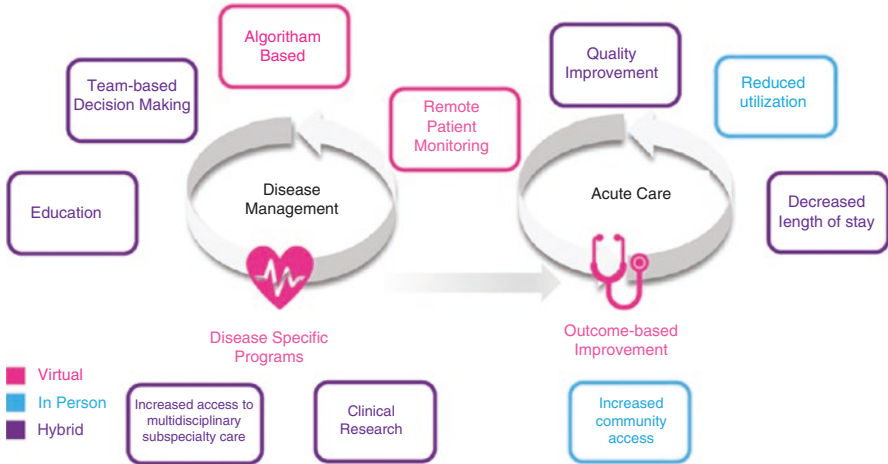 Algoritham
Based
Quality
Improvement
Team-based
Decision Making
Reduced
utilization
Remote
Patient
Monitoring
Education
Disease
Management
Acute Care
Decreased
length of stay
Disease Specific
Programs
Outcome-based
Improvement
Virtual
In Person
Hybrid
Increased access to
multidisciplinary
subspecialty care
Clinical
Research
Increased
community
access